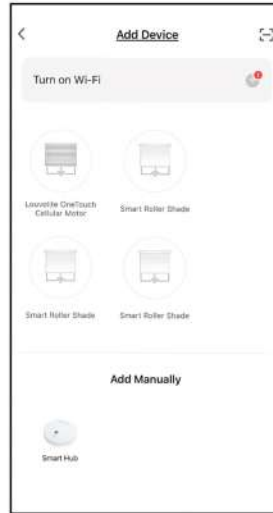 Add Device
Turn on Wi-Fi
Louvolite OneTouch
Cellular Motor
Smart Roller Shade
Smart Roller Shade
Smart Roller Shade
Add Manually
Smart Hub